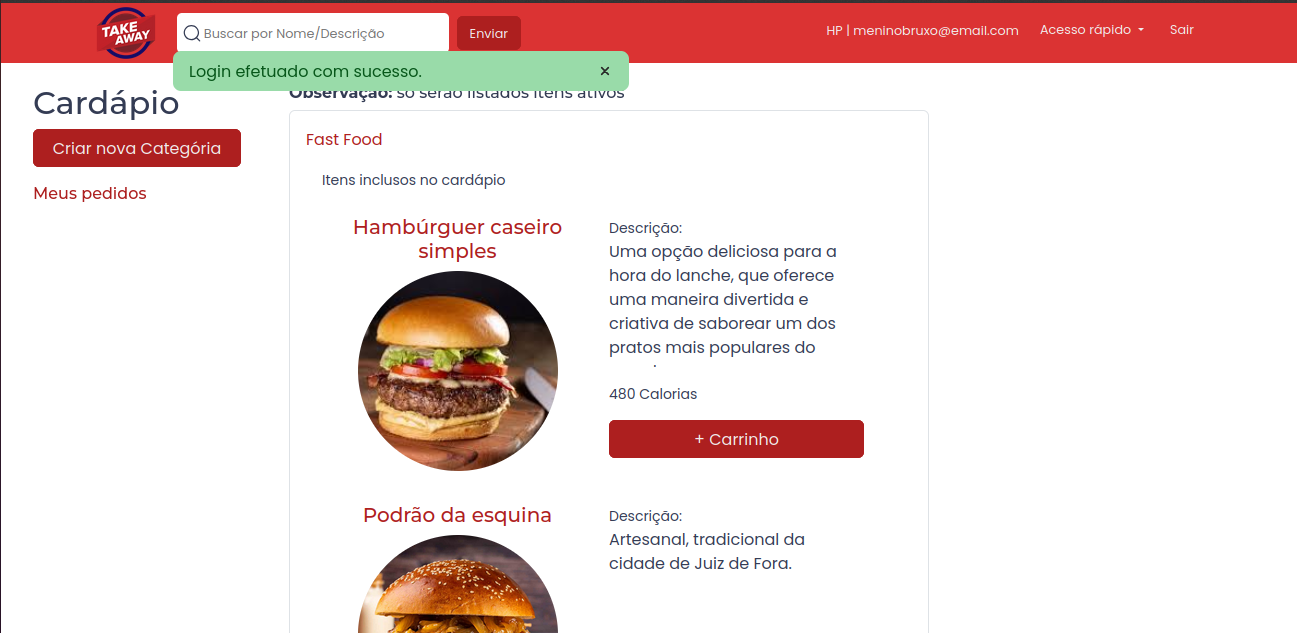 TAKE
AWAY
Buscar por Nome/Descrição
Enviar
HP | meninobruxo@email.com
Acesso rápido
Sair
Login efetuado com sucesso.
×
Cardápio
Criar nova Categória
Meus pedidos
Observação: só serão listados itens ativos
Fast Food
Itens inclusos no cardápio
Hambúrguer caseiro
simples
Descrição:
Uma opção deliciosa para a
hora do lanche, que oferece
uma maneira divertida e
criativa de saborear um dos
pratos mais populares do
480 Calorias
+ Carrinho
Podrão da esquina
Descrição:
Artesanal, tradicional da
cidade de Juiz de Fora.